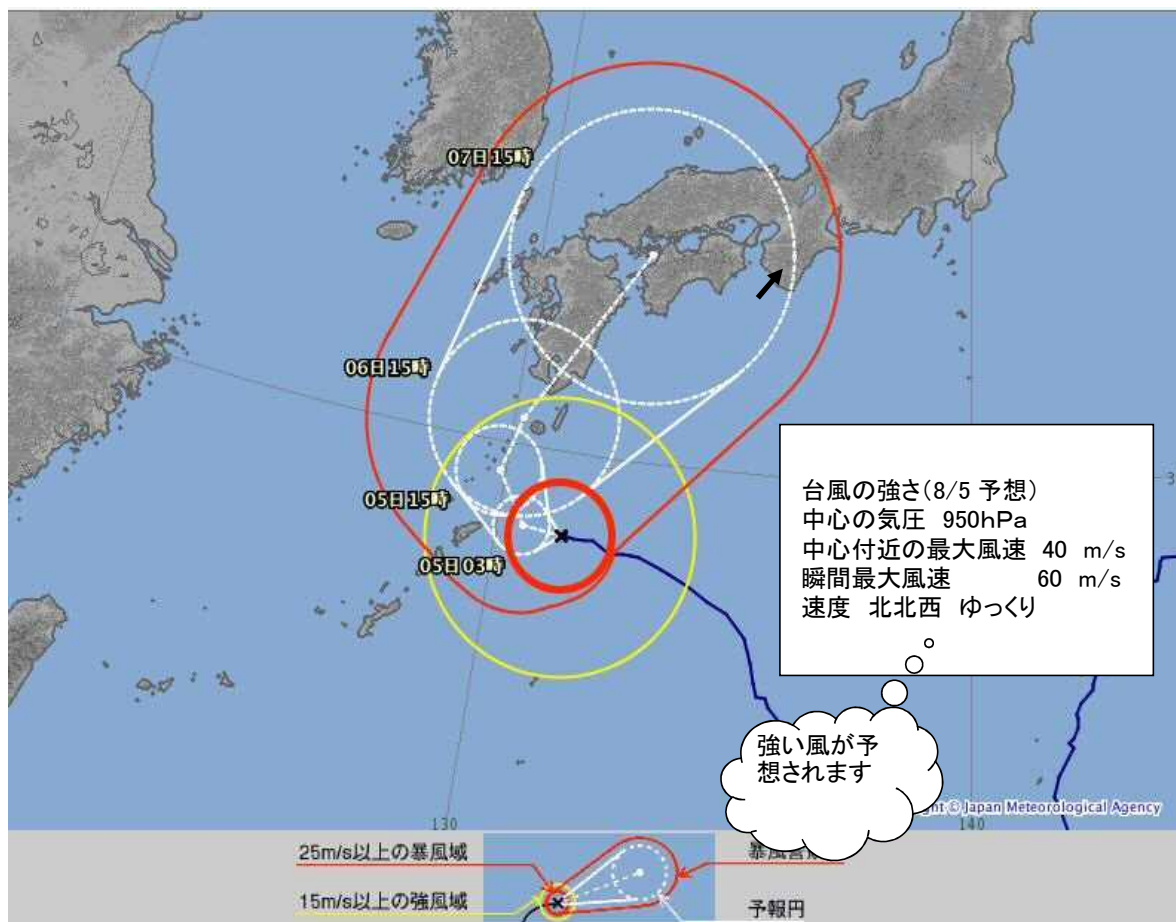 07日15時
06日15時
05日15時
05日03時
台風の強さ(8/5 予想)
中心の気圧 950hPa
中心付近の最大風速 40 m/s
瞬間最大風速 60 m/s
速度 北北西 ゆっくり
強い風が予
想されます
© Japan Meteorological Agency
130
140
25m/s以上の暴風域
15m/s以上の強風域
予報円